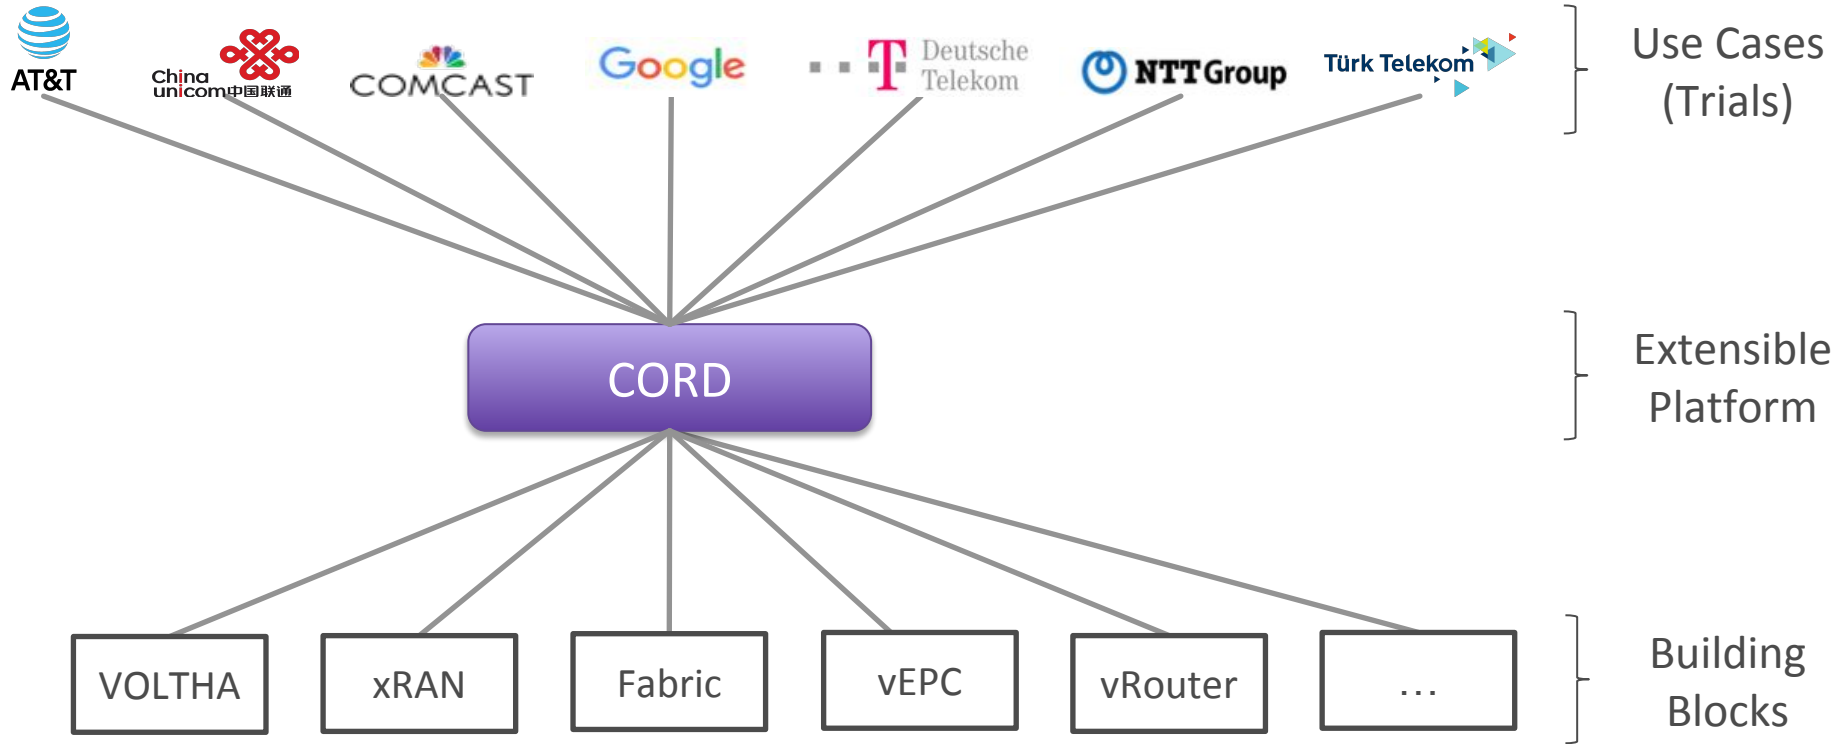 AT&T
China
unicom中国联通
COMCAST
Google
Deutsche
Telekom
NTT Group
Türk Telekom
Use Cases
(Trials)
CORD
Extensible
Platform
VOLTHA
xRAN
Fabric
vEPC
vRouter
...
Building
Blocks